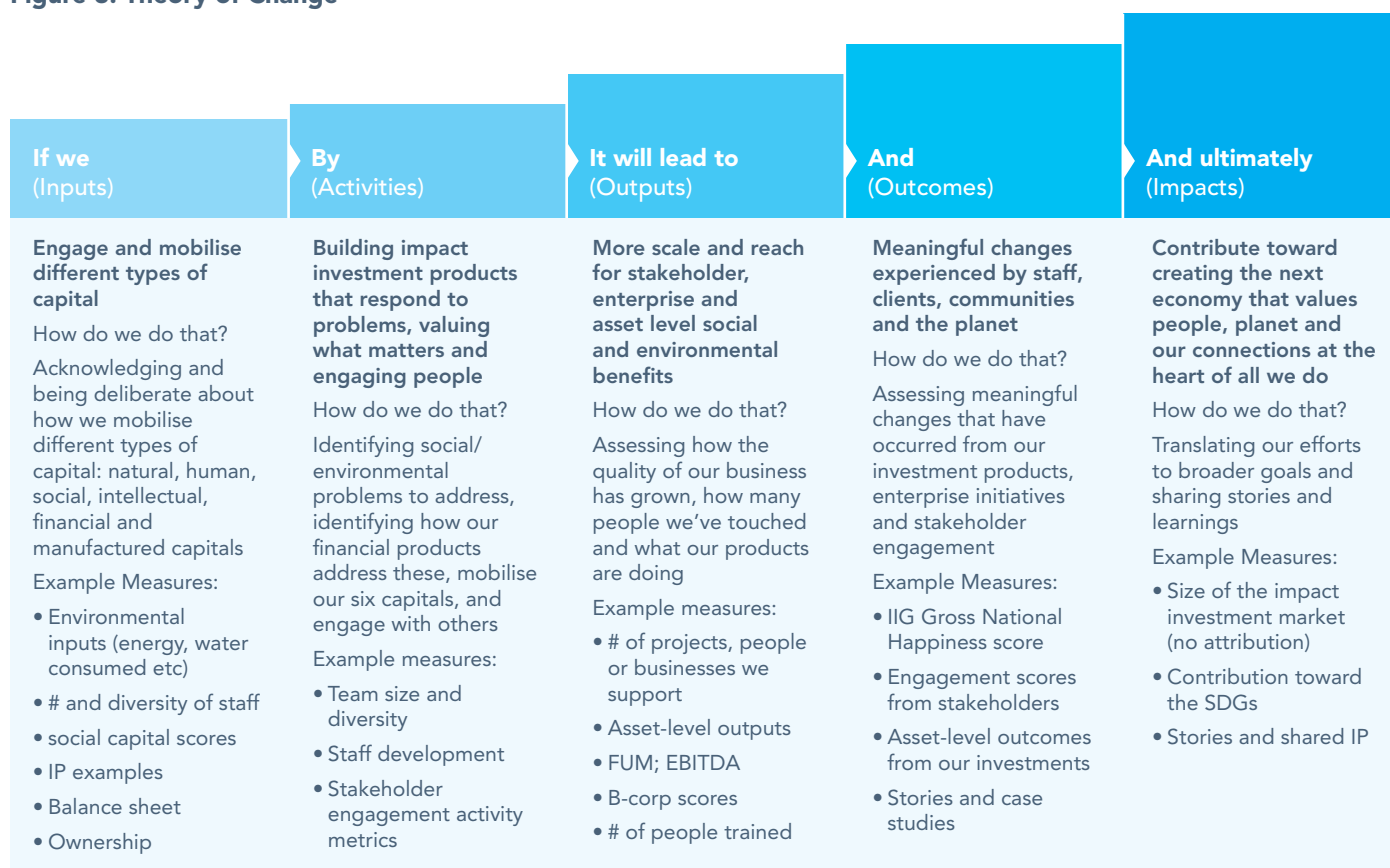 If we
(Inputs)
By
(Activities)
It will lead to
(Outputs)
And
(Outcomes)
And ultimately
(Impacts)
Engage and mobilise
different types of
capital
How do we do that?
Acknowledging and
being deliberate about
how we mobilise
different types of
capital: natural, human,
social, intellectual,
financial and
manufactured capitals
Example Measures:
• Environmental
inputs (energy, water
consumed etc)
• # and diversity of staff
• social capital scores
• IP examples
• Balance sheet
• Ownership
Building impact
investment products
that respond to
problems, valuing
what matters and
engaging people
How do we do that?
Identifying social/
environmental
problems to address,
identifying how our
financial products
address these, mobilise
our six capitals, and
engage with others
Example measures:
• Team size and
diversity
• Staff development
• Stakeholder
engagement activity
metrics
More scale and reach
for stakeholder,
enterprise and
asset level social
and environmental
benefits
How do we do that?
Assessing how the
quality of our business
has grown, how many
people we've touched
and what our products
are doing
Example measures:
• # of projects, people
or businesses we
support
• Asset-level outputs
• FUM; EBITDA
• B-corp scores
• # of people trained
Meaningful changes
experienced by staff,
clients, communities
and the planet
How do we do that?
Assessing meaningful
changes that have
occurred from our
investment products,
enterprise initiatives
and stakeholder
engagement
Example Measures:
• IIG Gross National
Happiness score
• Engagement scores
from stakeholders
• Asset-level outcomes
from our investments
• Stories and case
studies
Contribute toward
creating the next
economy that values
people, planet and
our connections at the
heart of all we do
How do we do that?
Translating our efforts
to broader goals and
sharing stories and
learnings
Example Measures:
• Size of the impact
investment market
(no attribution)
• Contribution toward
the SDGs
• Stories and shared IP